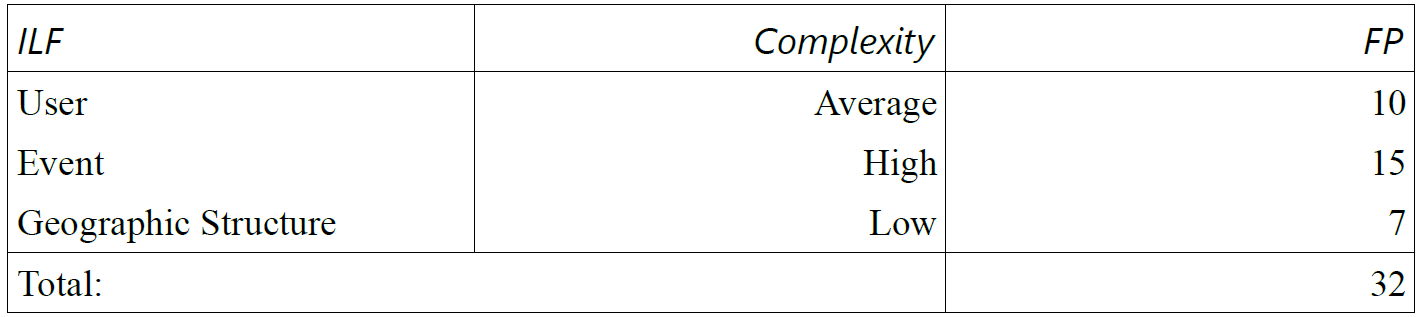 ILF Complexity FP
User Average 10
Event High 15
Geographic Structure Low 7
Total: 32